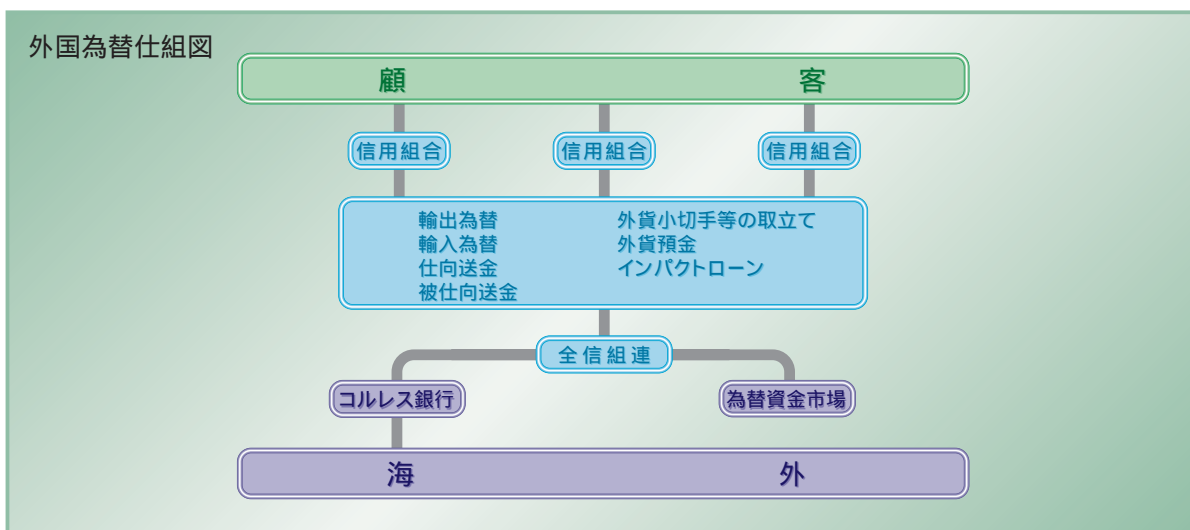 外国為替仕組図
顧客
信用組合 信用組合 信用組合
輸出為替
輸入為替
仕向送金
被仕向送金
外貨小切手等の取立て
外貨預金
インパクトローン
全信組連
コルレス銀行 為替資金市場
海外